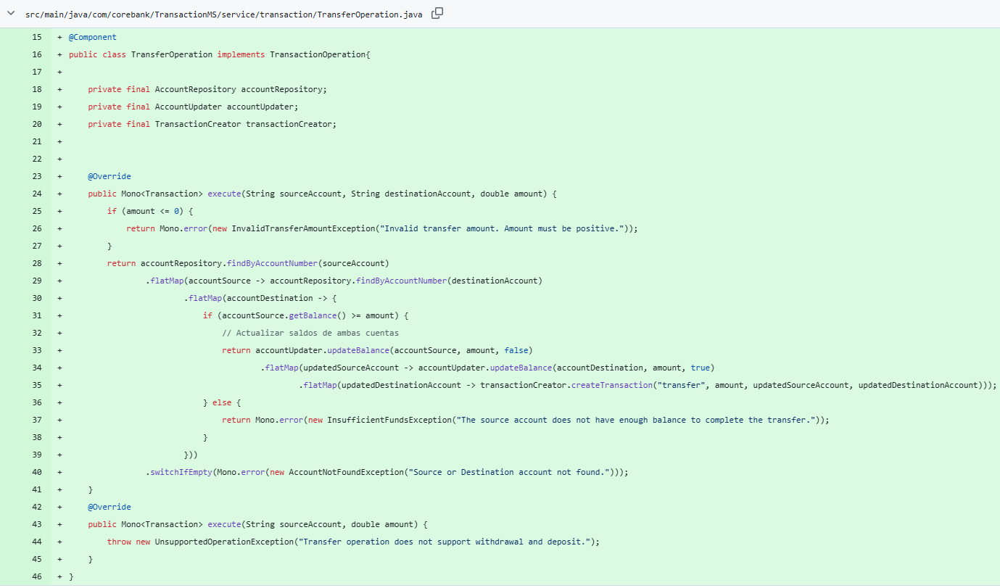 src/main/java/com/corebank/TransactionMS/service/transaction/TransferOperation.java
15 + @Component
16 + public class TransferOperation implements TransactionOperation{
17 +
18 +     private final AccountRepository accountRepository;
19 +     private final AccountUpdater accountUpdater;
20 +     private final TransactionCreator transactionCreator;
21 +
22 +
23 +     @Override
24 +     public Mono<Transaction> execute(String sourceAccount, String destinationAccount, double amount) {
25 +         if (amount <= 0) {
26 +             return Mono.error(new InvalidTransferAmountException("Invalid transfer amount. Amount must be positive."));
27 +         }
28 +         return accountRepository.findByAccountNumber(sourceAccount)
29 +                 .flatMap(accountSource -> accountRepository.findByAccountNumber(destinationAccount)
30 +                         .flatMap(accountDestination -> {
31 +                             if (accountSource.getBalance() >= amount) {
32 +                                 // Actualizar saldos de ambas cuentas
33 +                                 return accountUpdater.updateBalance(accountSource, amount, false)
34 +                                         .flatMap(updatedSourceAccount -> accountUpdater.updateBalance(accountDestination, amount, true)
35 +                                                 .flatMap(updatedDestinationAccount -> transactionCreator.createTransaction("transfer", amount, updatedSourceAccount, updatedDestinationAccount)));
36 +                             } else {
37 +                                 return Mono.error(new InsufficientFundsException("The source account does not have enough balance to complete the transfer."));
38 +                             }
39 +                         }))
40 +                 .switchIfEmpty(Mono.error(new AccountNotFoundException("Source or Destination account not found.")));
41 +     }
42 +     @Override
43 +     public Mono<Transaction> execute(String sourceAccount, double amount) {
44 +         throw new UnsupportedOperationException("Transfer operation does not support withdrawal and deposit.");
45 +     }
46 + }